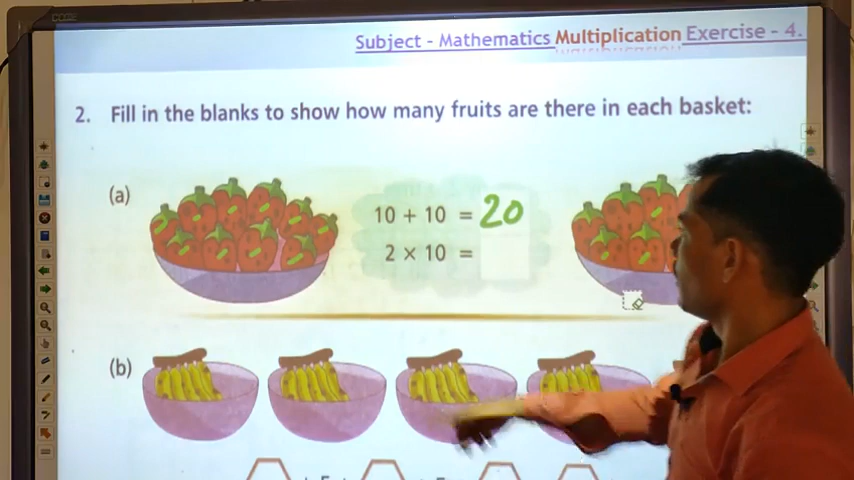 Subject - Mathematics Multiplication Exercise - 4.
2. Fill in the blanks to show how many fruits are there in each basket:
(a)
10 + 10 = 20
2 × 10 =
(b)